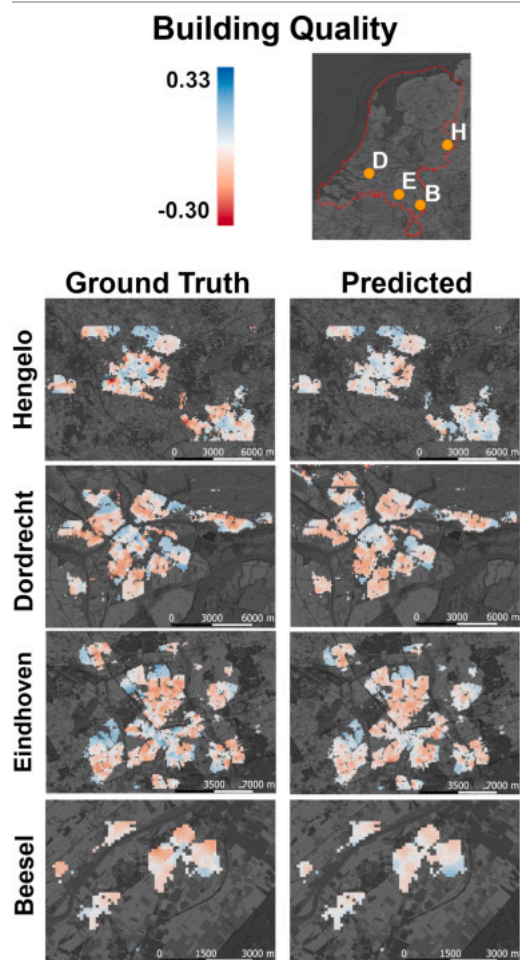 Building Quality
0.33
-0.30
H
D
E
B
Ground Truth
Predicted
Hengelo
0 3000 6000 m
0 3000 6000 m
Dordrecht
0 3000 6000 m
0 3000 6000 m
Eindhoven
0 3500 7000 m
0 3500 7000 m
Beesel
0 1500 3000 m
0 1500 3000 m